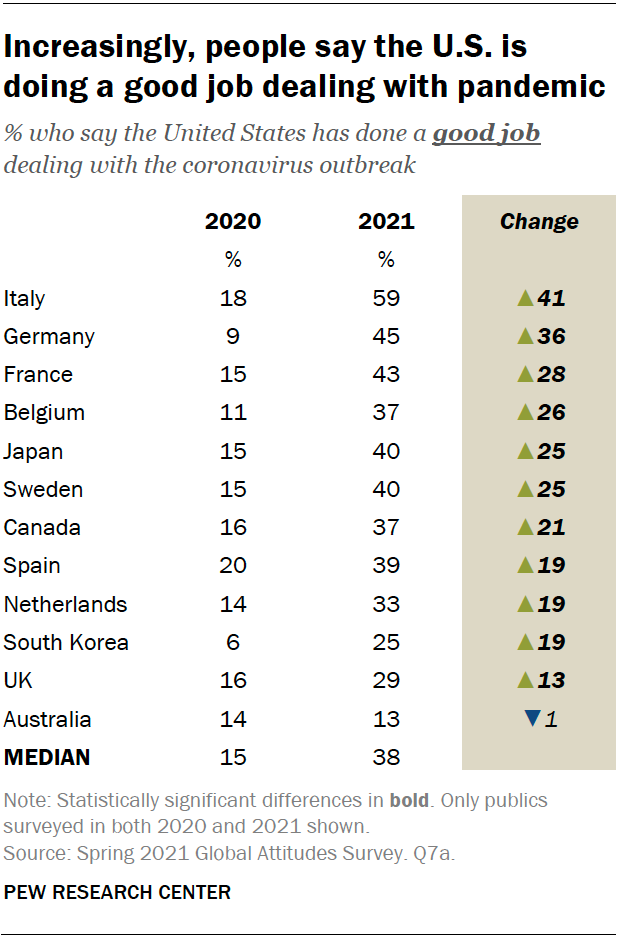 Increasingly, people say the U.S. is
doing a good job dealing with pandemic
% who say the United States has done a good job
dealing with the coronavirus outbreak
2020 2021 Change
% %
Italy 18 59 ▲41
Germany 9 45 ▲36
France 15 43 ▲28
Belgium 11 37 ▲26
Japan 15 40 ▲25
Sweden 15 40 ▲25
Canada 16 37 ▲21
Spain 20 39 ▲19
Netherlands 14 33 ▲19
South Korea 6 25 ▲19
UK 16 29 ▲13
Australia 14 13 ▼1
MEDIAN 15 38
Note: Statistically significant differences in bold. Only publics
surveyed in both 2020 and 2021 shown.
Source: Spring 2021 Global Attitudes Survey. Q7a.
PEW RESEARCH CENTER